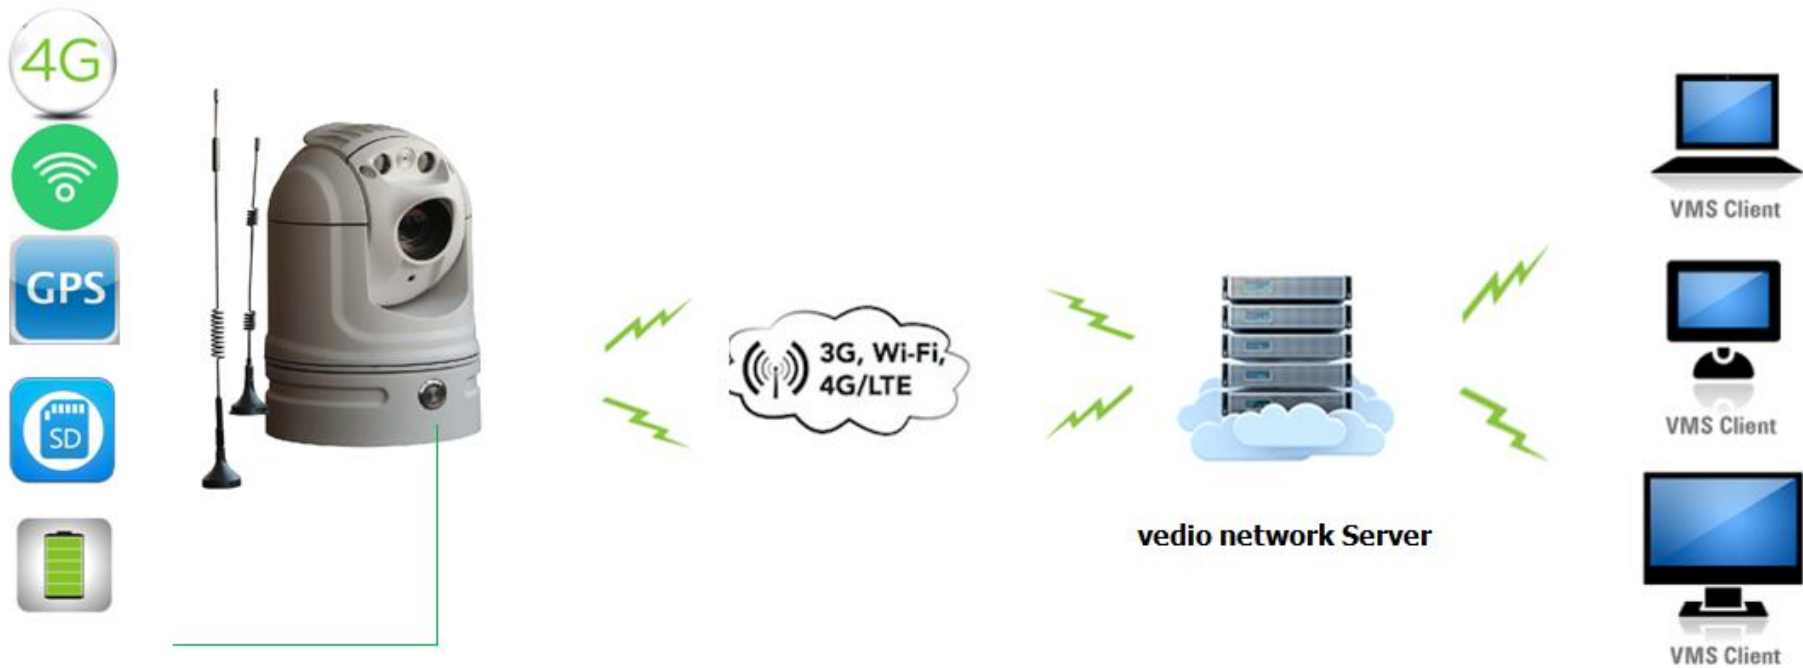 4G
GPS
SD
3G, Wi-Fi,
4G/LTE
vedio network Server
VMS Client
VMS Client
VMS Client